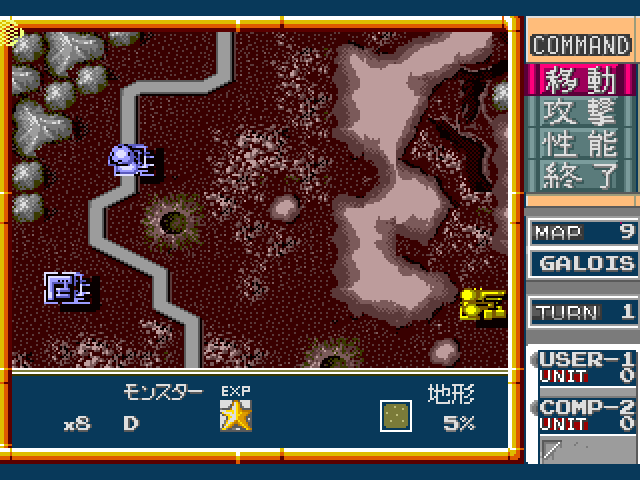 COMMAND
移動
攻撃
性能
終了
MAP 9
GALOIS
TURN 1
USER-1
UNIT 0
COMP-2
UNIT 0
モンスター EXP 地形
x8 D 5%